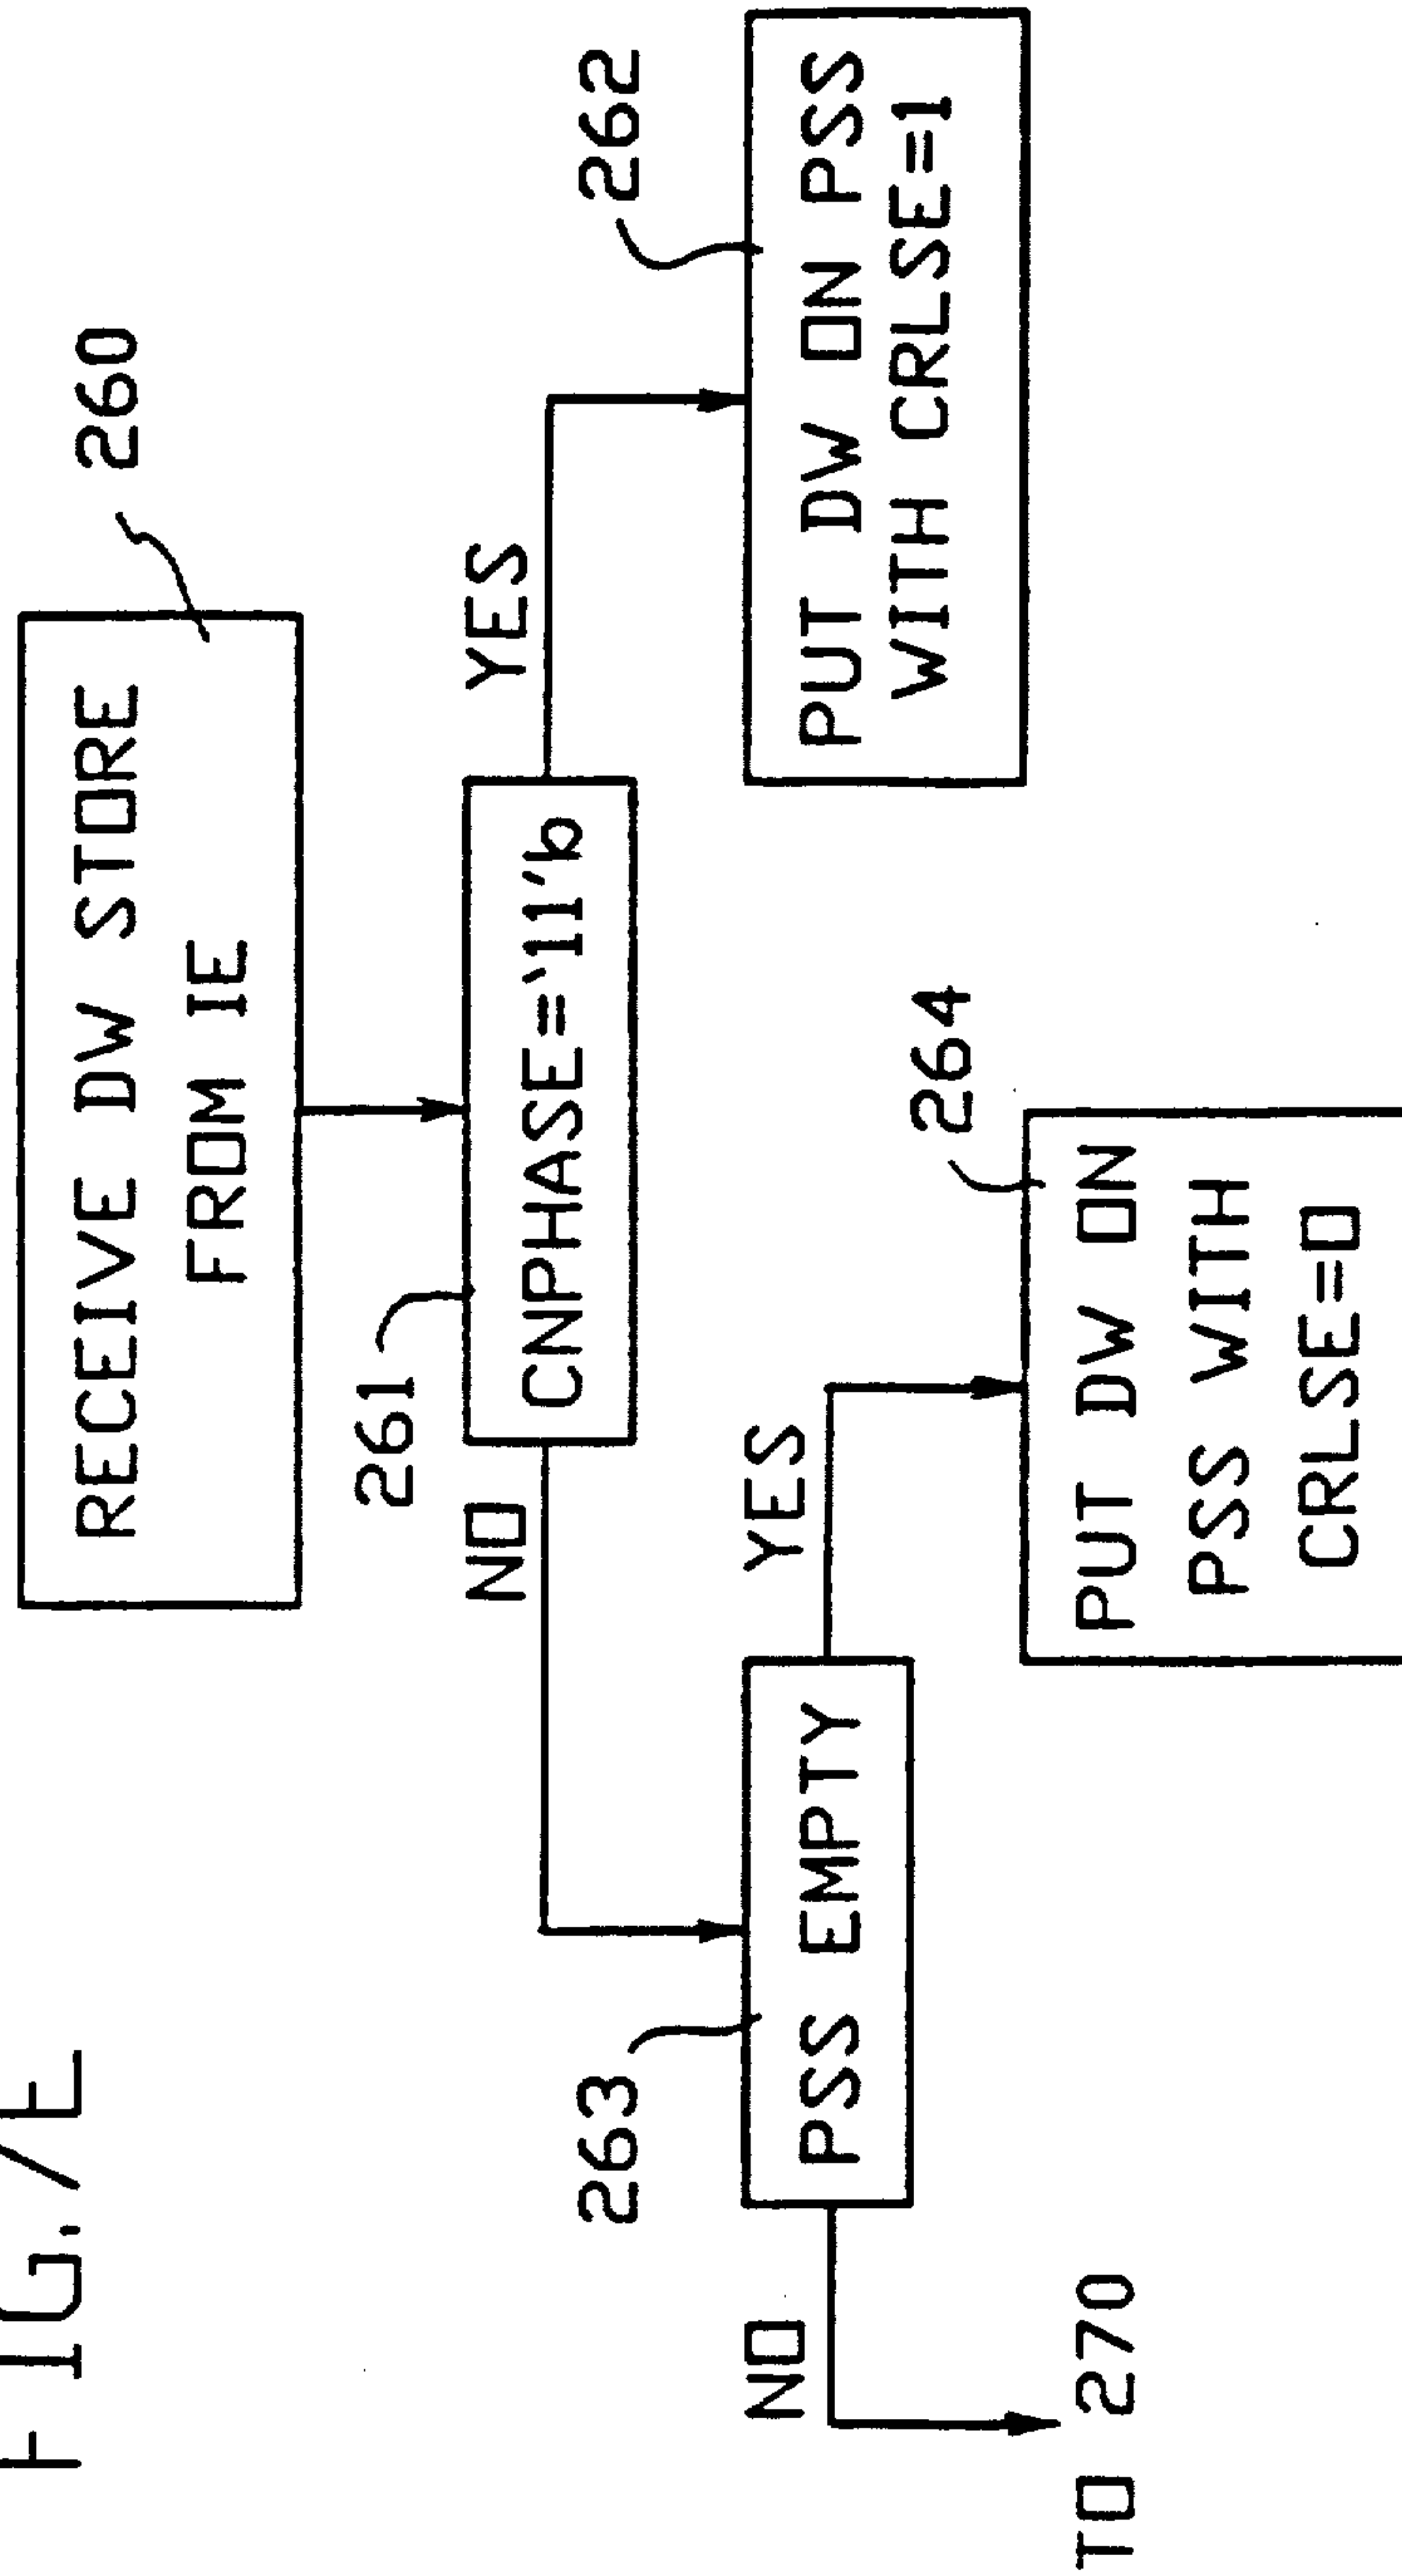 FIG. 7E
RECEIVE DW STORE
FROM IE
260
261
CNPHASE='11'b
NO
YES
262
PUT DW ON PSS
WITH CRLSE=1
263
PSS EMPTY
NO
YES
264
PUT DW ON
PSS WITH
CRLSE=0
TO 270